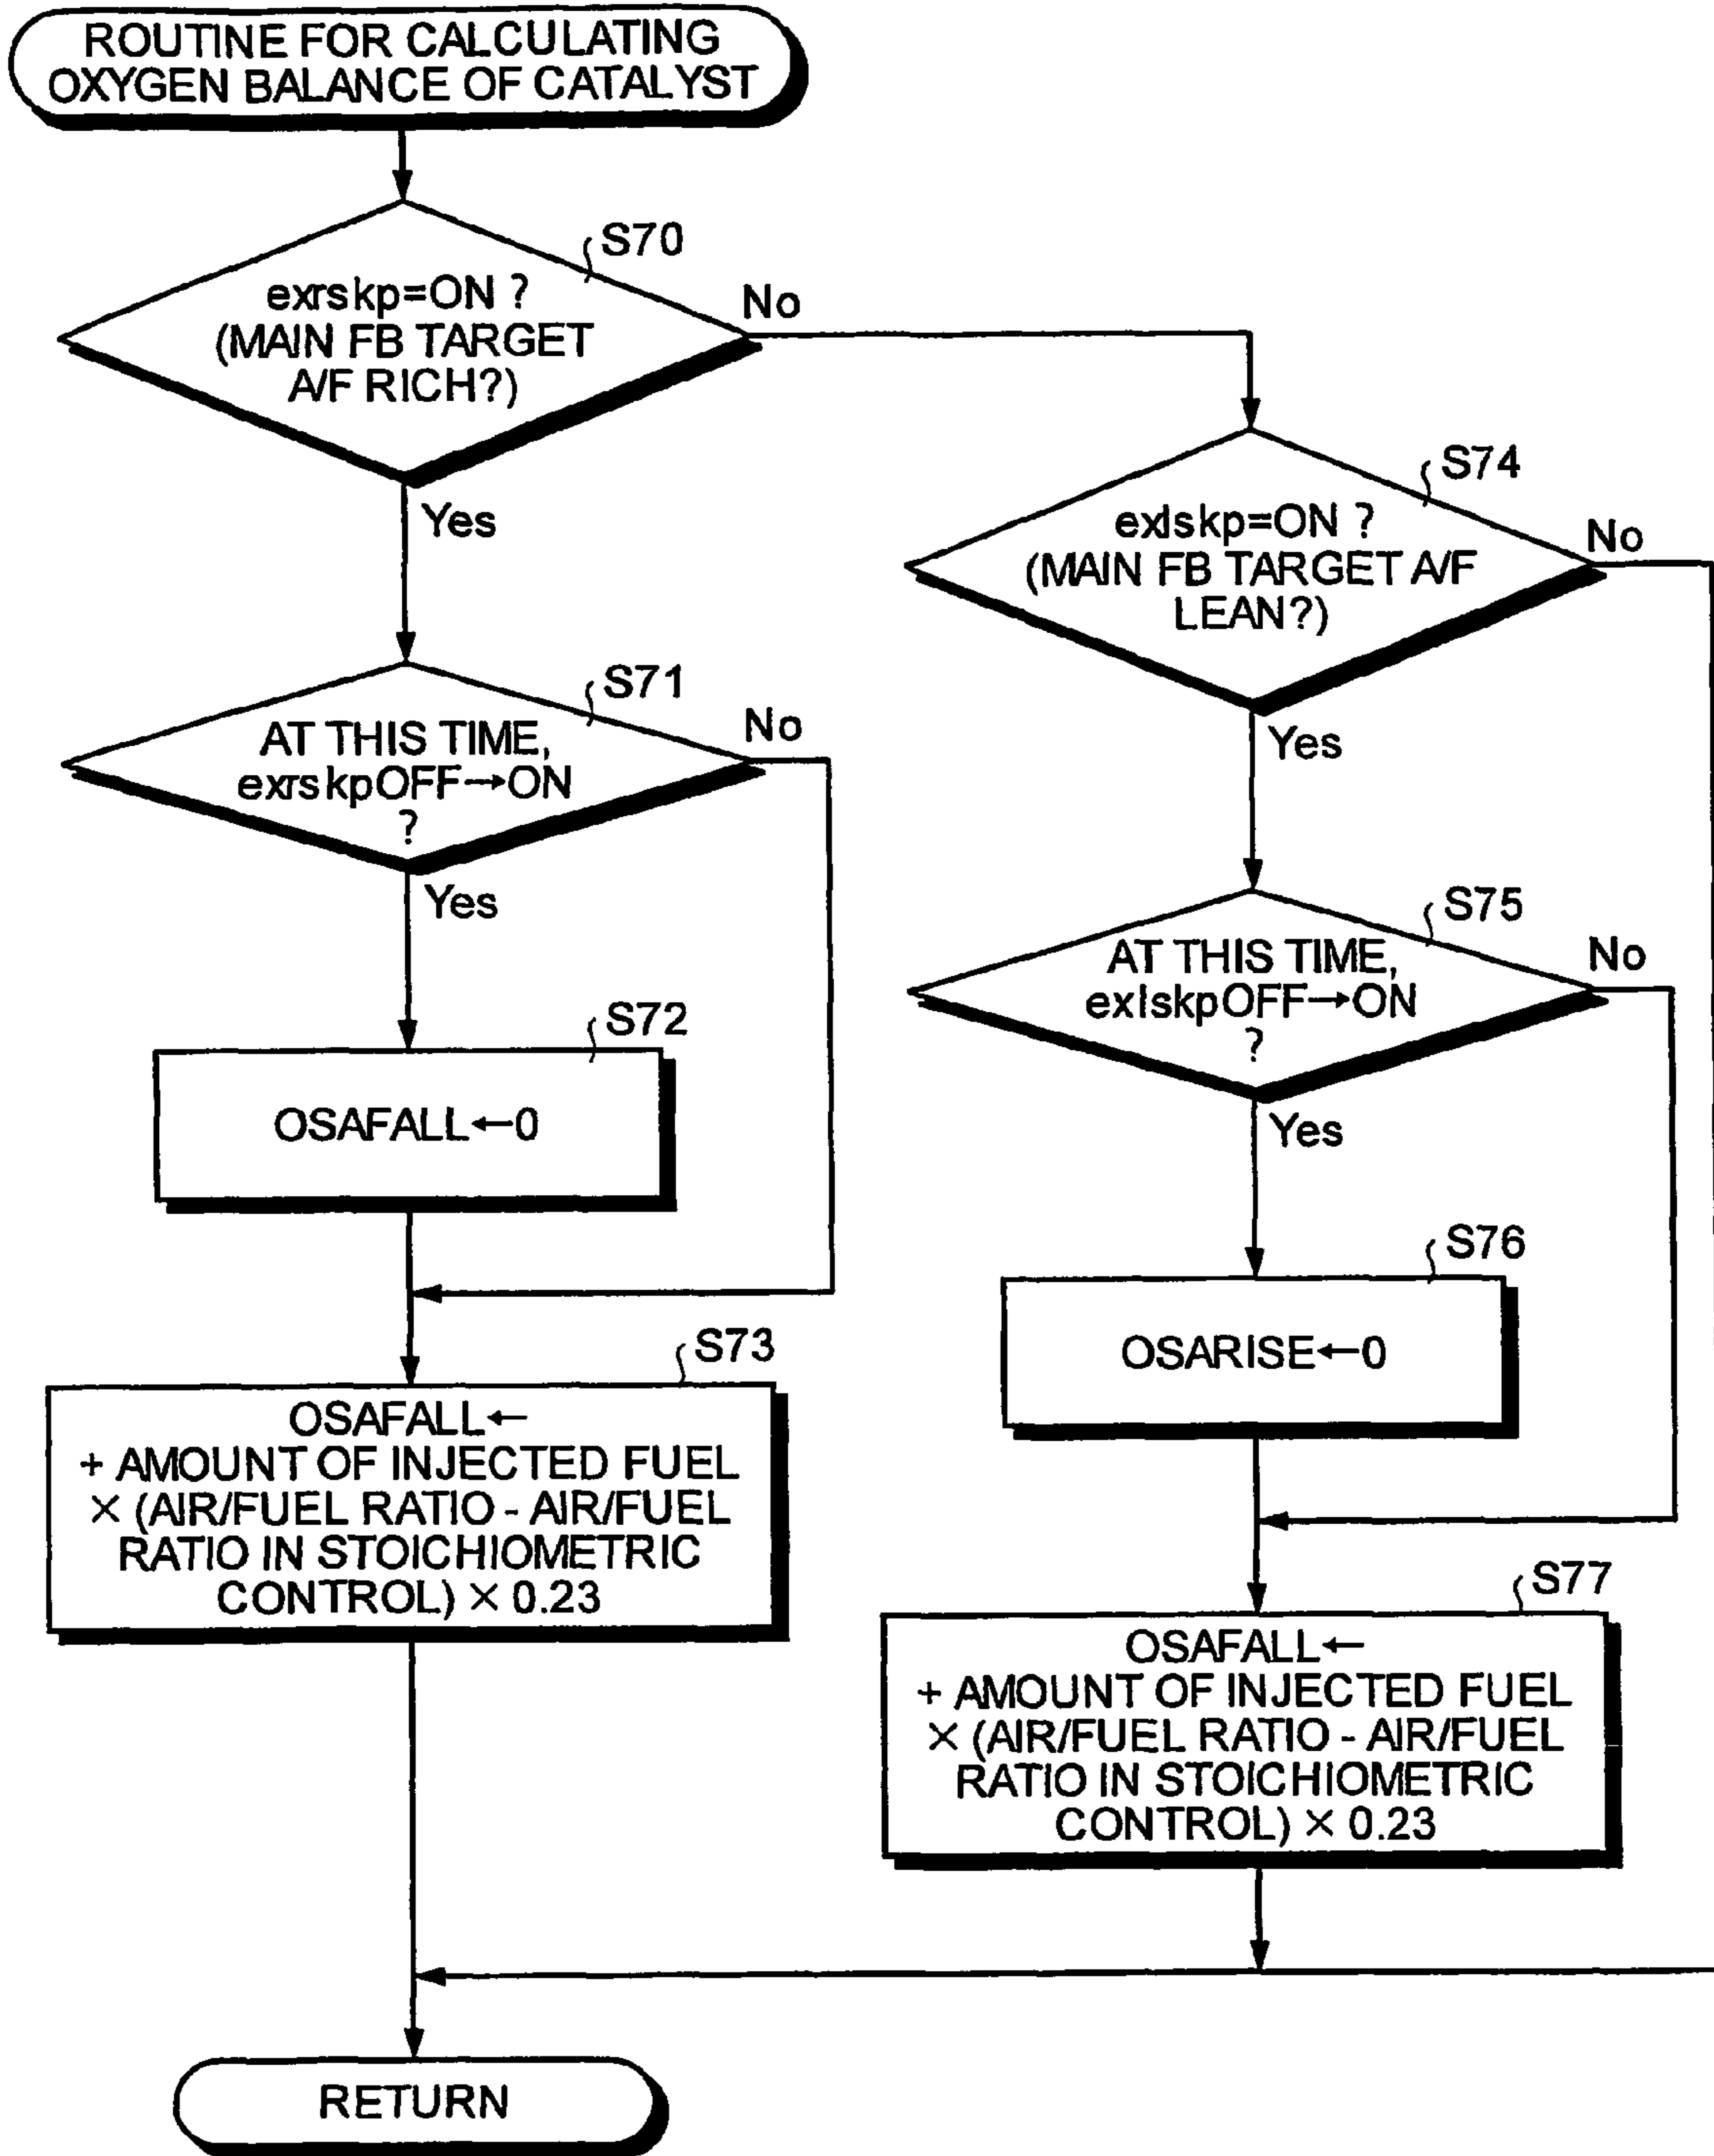 ROUTINE FOR CALCULATING
OXYGEN BALANCE OF CATALYST
S70
exrskp=ON ?
(MAIN FB TARGET
A/F RICH?)
No
Yes
S74
exlskp=ON ?
(MAIN FB TARGET A/F
LEAN?)
No
Yes
S71
AT THIS TIME,
exrskpOFF→ON
?
No
Yes
S75
AT THIS TIME,
exlskpOFF→ON
?
No
Yes
S72
OSAFALL←0
S76
OSARISE←0
S73
OSAFALL←
+ AMOUNT OF INJECTED FUEL
× (AIR/FUEL RATIO - AIR/FUEL
RATIO IN STOICHIOMETRIC
CONTROL) × 0.23
S77
OSAFALL←
+ AMOUNT OF INJECTED FUEL
× (AIR/FUEL RATIO - AIR/FUEL
RATIO IN STOICHIOMETRIC
CONTROL) × 0.23
RETURN